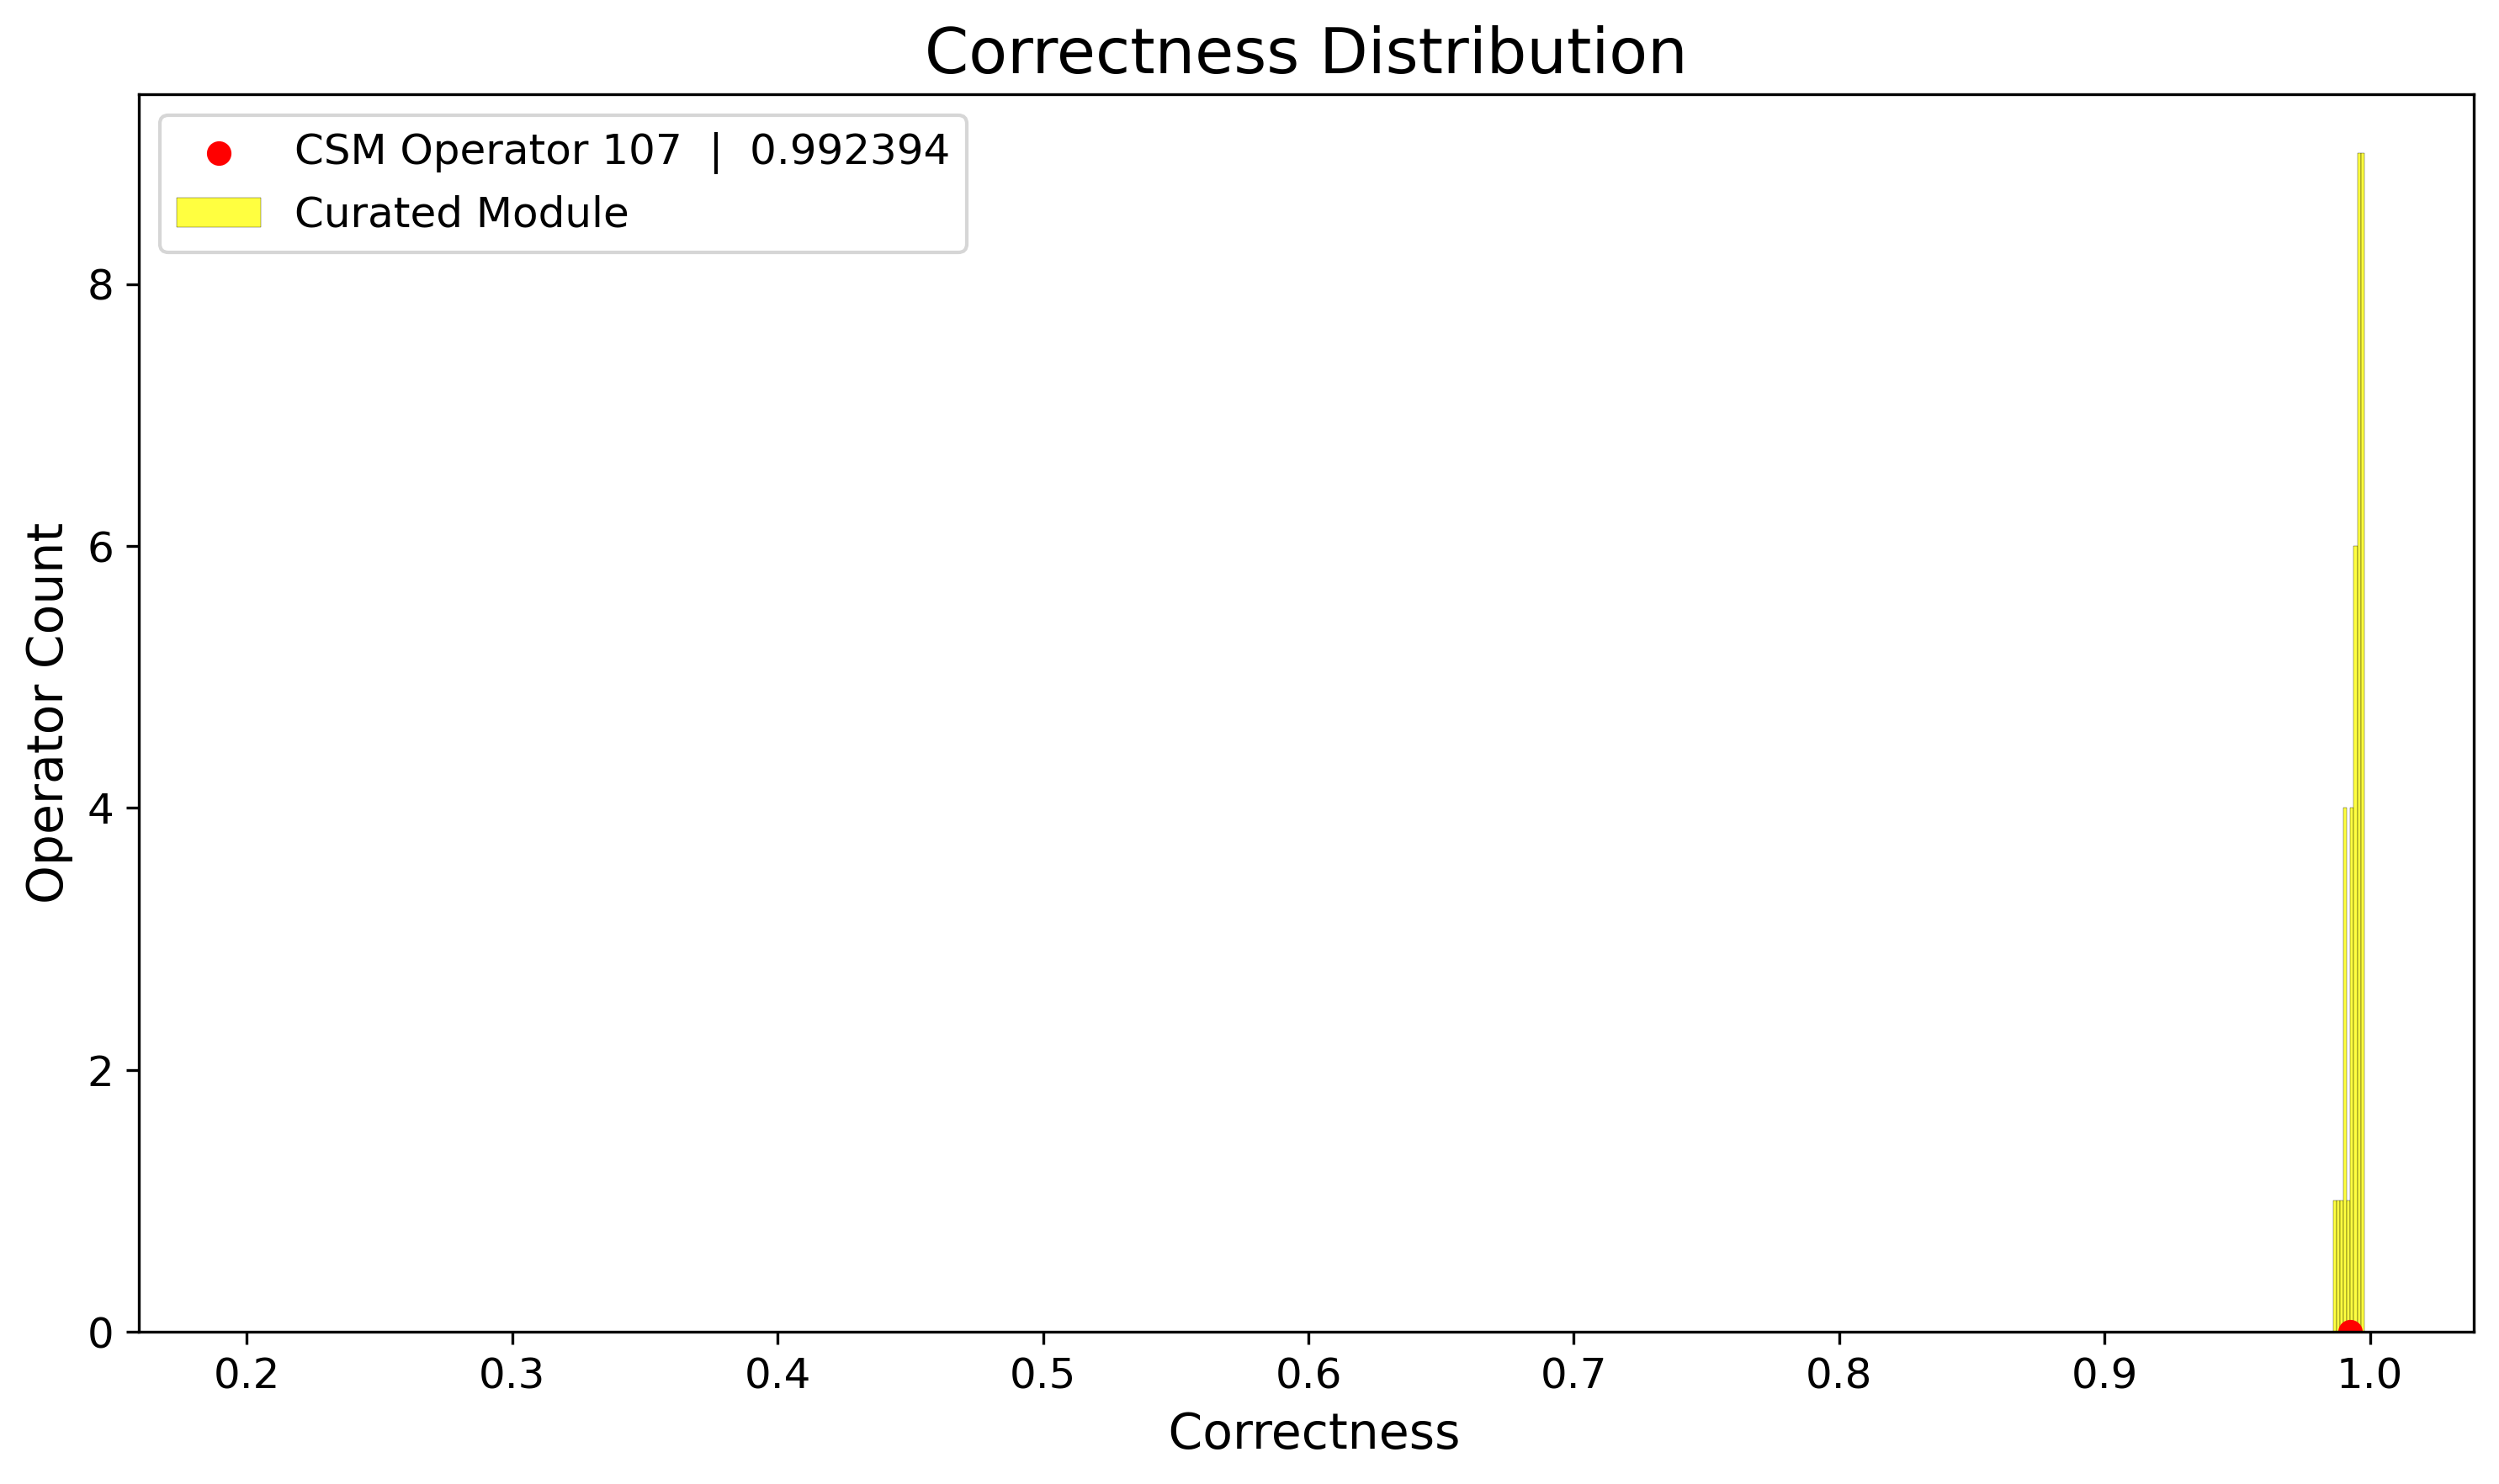 Correctness Distribution
CSM Operator 107 | 0.992394
Curated Module
8
6
4
2
0
Operator Count
0.2 0.3 0.4 0.5 0.6 0.7 0.8 0.9 1.0
Correctness